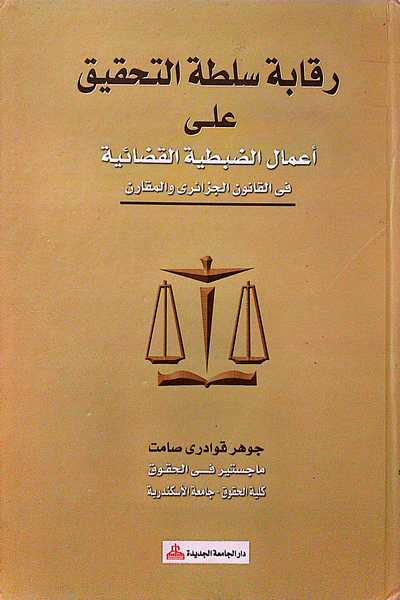 رقابة سلطة التحقيق
على
أعمال الضبطية القضائية
فى القانون الجزائرى والمقارن
جوهر قوادرى صامت
ماجستير فى الحقوق
كلية الحقوق - جامعة الأسكندرية
دار الجامعة الجديدة